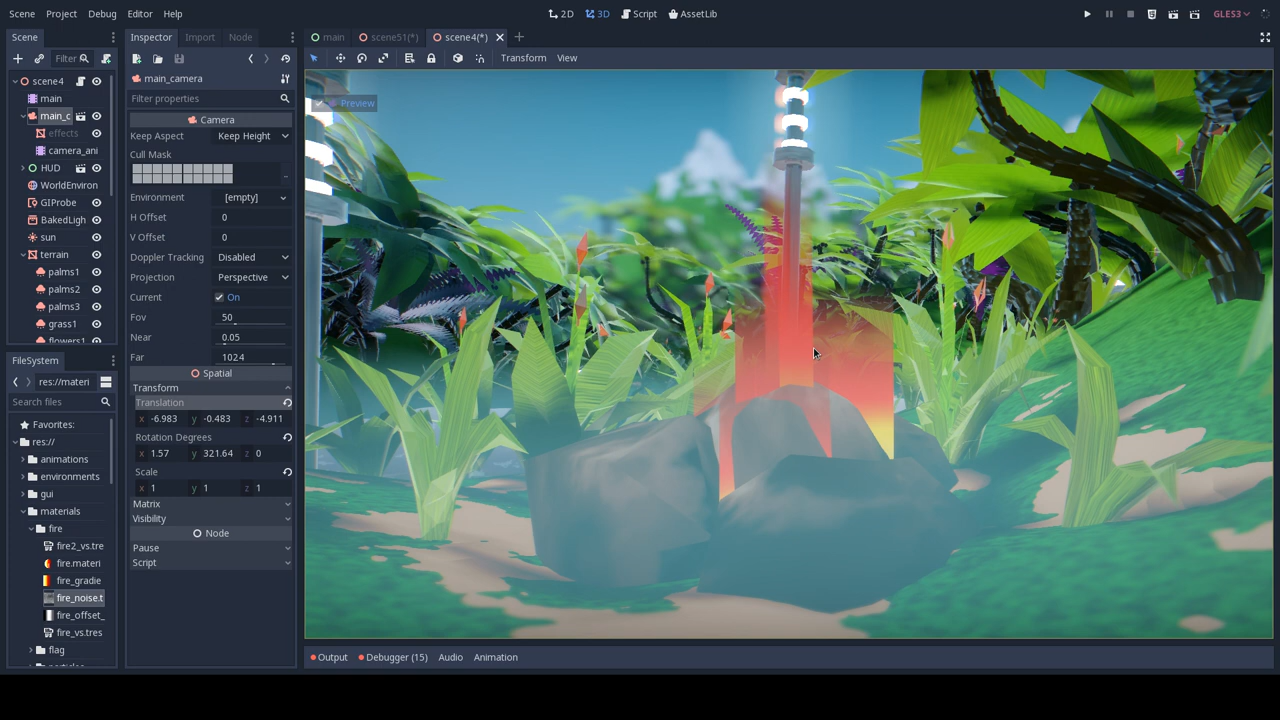 Scene Project Debug Editor Help 2D 3D Script AssetLib GLES3
Scene
Filter
scene4
main
main_c
effects
camera_ani
HUD
WorldEnviron
GIProbe
BakedLigh
sun
terrain
palms1
palms2
palms3
grass1
flowers1
FileSystem
res://materi
Search files
Favorites:
res://
animations
environments
gui
materials
fire
fire2_vs.tre
fire.materi
fire_gradie
fire_noise.t
fire_offset_
fire_vs.tres
flag
particles
Inspector Import Node
main_camera
Filter properties
Camera
Keep Aspect Keep Height
Cull Mask
Environment [empty]
H Offset 0
V Offset 0
Doppler Tracking Disabled
Projection Perspective
Current On
Fov 50
Near 0.05
Far 1024
Spatial
Transform
Translation
x -6.983 y -0.483 z -4.911
Rotation Degrees
x 1.57 y 321.64 z 0
Scale
x 1 y 1 z 1
Matrix
Visibility
Node
Pause
Script
main scene51(*) scene4(*)
Transform View
Preview
Output Debugger (15) Audio Animation